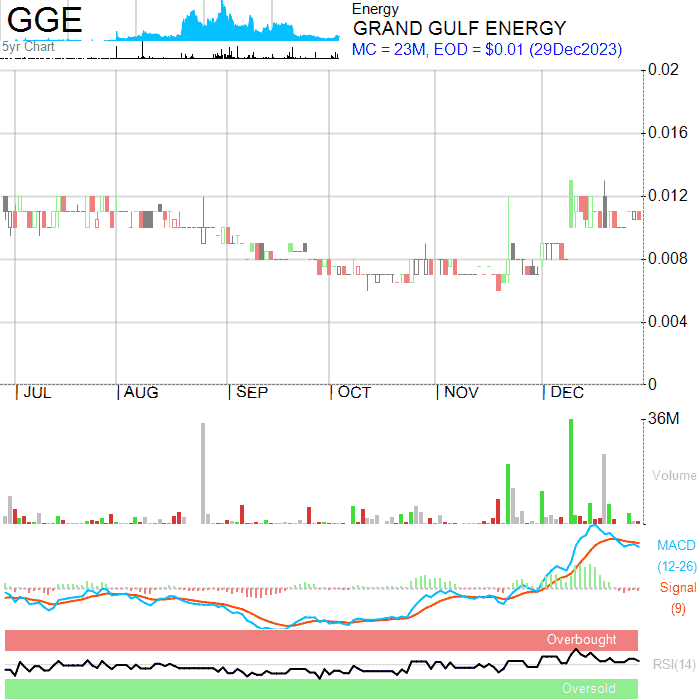 GGE
5yr Chart
Energy
GRAND GULF ENERGY
MC = 23M, EOD = $0.01 (29Dec2023)
0.02
0.016
0.012
0.008
0.004
0
JUL
AUG
SEP
OCT
NOV
DEC
36M
Volume
MACD
(12-26)
Signal
(9)
Overbought
RSI(14)
Oversold